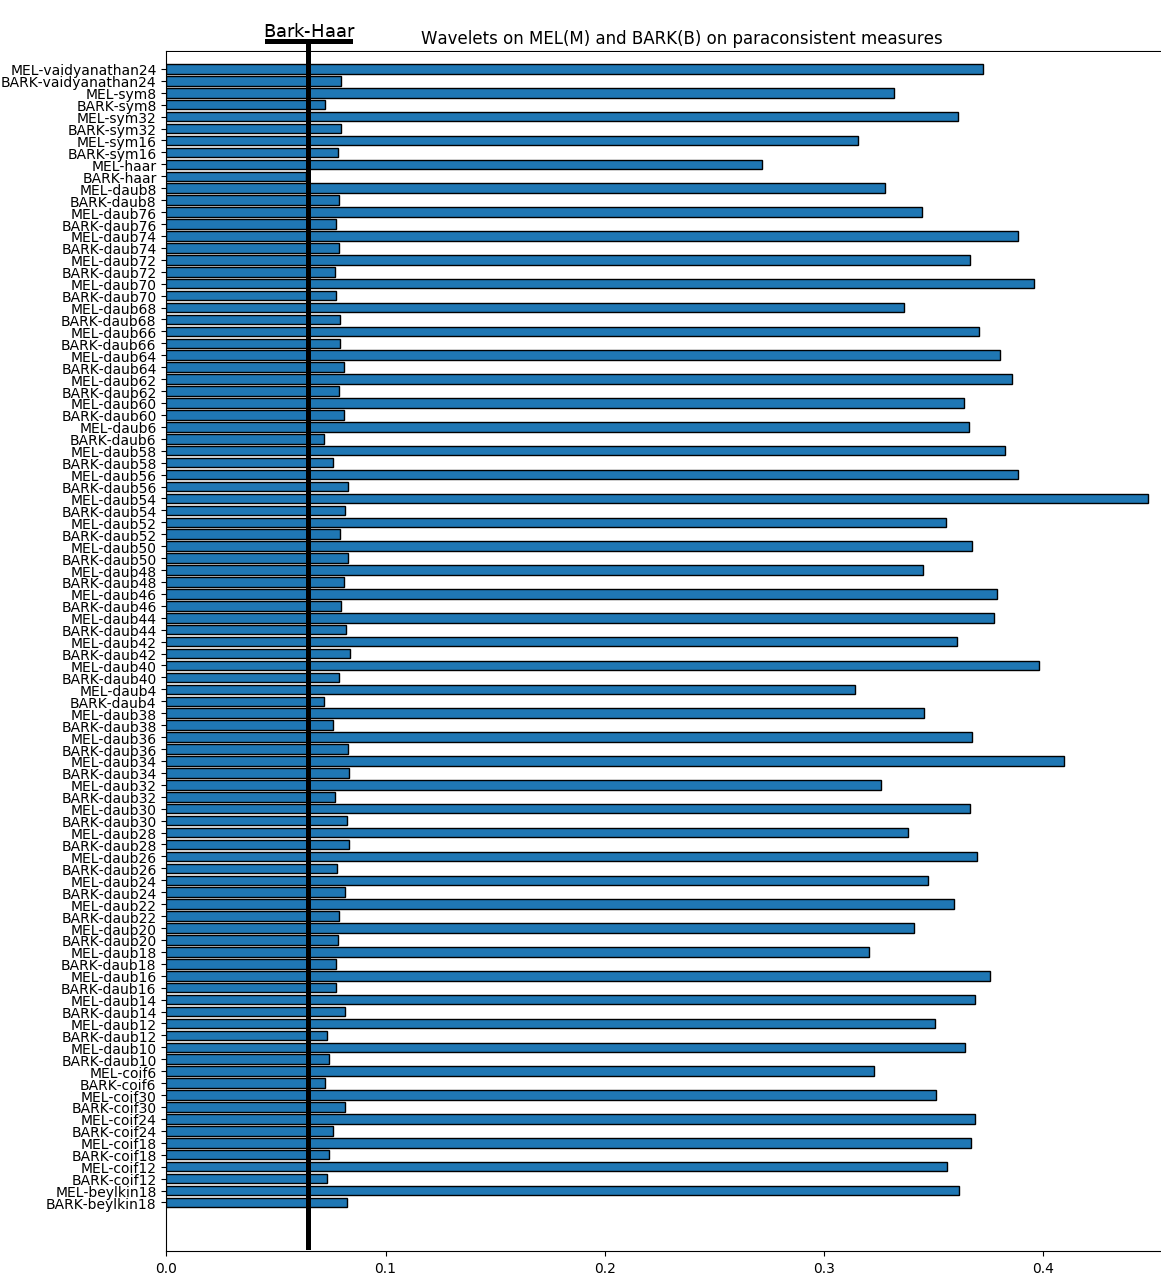 Bark-Haar
Wavelets on MEL(M) and BARK(B) on paraconsistent measures
MEL-vaidyanathan24
BARK-vaidyanathan24
MEL-sym8
BARK-sym8
MEL-sym32
BARK-sym32
MEL-sym16
BARK-sym16
MEL-haar
BARK-haar
MEL-daub8
BARK-daub8
MEL-daub76
BARK-daub76
MEL-daub74
BARK-daub74
MEL-daub72
BARK-daub72
MEL-daub70
BARK-daub70
MEL-daub68
BARK-daub68
MEL-daub66
BARK-daub66
MEL-daub64
BARK-daub64
MEL-daub62
BARK-daub62
MEL-daub60
BARK-daub60
MEL-daub6
BARK-daub6
MEL-daub58
BARK-daub58
MEL-daub56
BARK-daub56
MEL-daub54
BARK-daub54
MEL-daub52
BARK-daub52
MEL-daub50
BARK-daub50
MEL-daub48
BARK-daub48
MEL-daub46
BARK-daub46
MEL-daub44
BARK-daub44
MEL-daub42
BARK-daub42
MEL-daub40
BARK-daub40
MEL-daub4
BARK-daub4
MEL-daub38
BARK-daub38
MEL-daub36
BARK-daub36
MEL-daub34
BARK-daub34
MEL-daub32
BARK-daub32
MEL-daub30
BARK-daub30
MEL-daub28
BARK-daub28
MEL-daub26
BARK-daub26
MEL-daub24
BARK-daub24
MEL-daub22
BARK-daub22
MEL-daub20
BARK-daub20
MEL-daub18
BARK-daub18
MEL-daub16
BARK-daub16
MEL-daub14
BARK-daub14
MEL-daub12
BARK-daub12
MEL-daub10
BARK-daub10
MEL-coif6
BARK-coif6
MEL-coif30
BARK-coif30
MEL-coif24
BARK-coif24
MEL-coif18
BARK-coif18
MEL-coif12
BARK-coif12
MEL-beylkin18
BARK-beylkin18
0.0 0.1 0.2 0.3 0.4